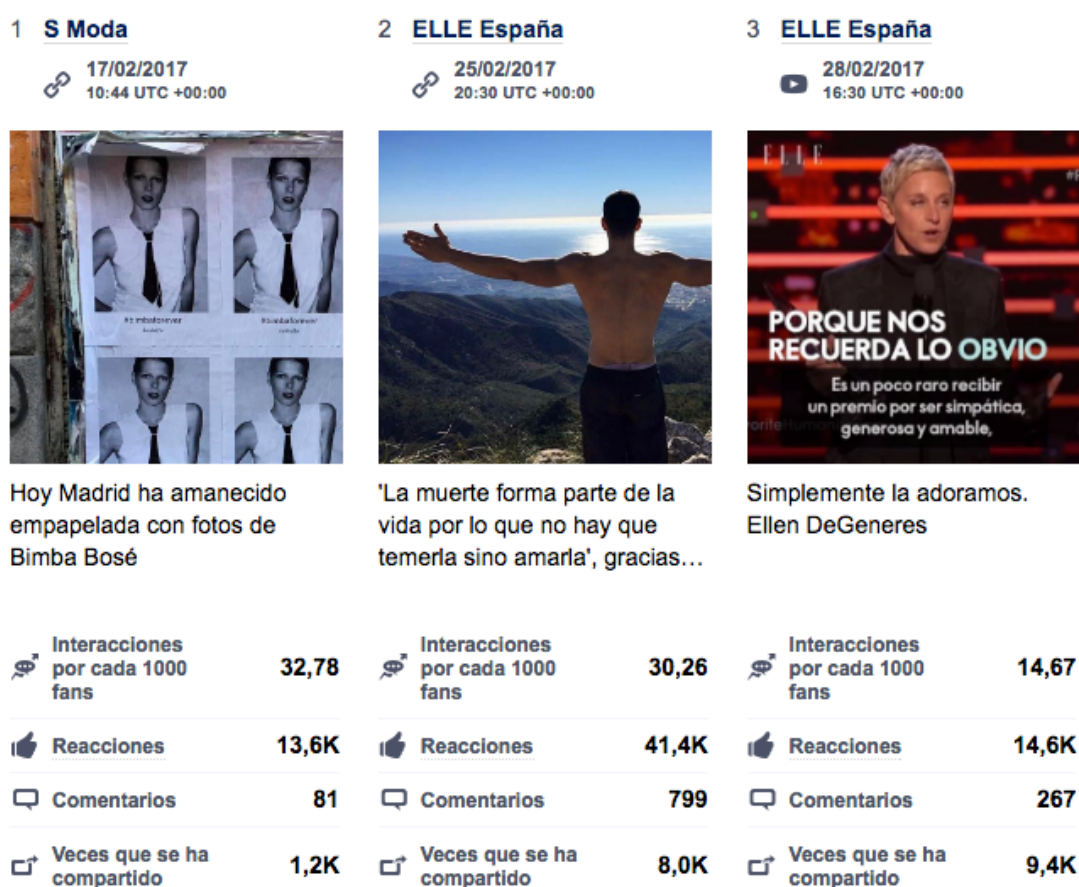 1 S Moda
17/02/2017
10:44 UTC +00:00
#bimbaforever
#bimbaforever
Hoy Madrid ha amanecido
empapelada con fotos de
Bimba Bosé
Interacciones
por cada 1000
fans
32,78
Reacciones 13,6K
Comentarios 81
Veces que se ha
compartido
1,2K
2 ELLE España
25/02/2017
20:30 UTC +00:00
'La muerte forma parte de la
vida por lo que no hay que
temerla sino amarla', gracias…
Interacciones
por cada 1000
fans
30,26
Reacciones 41,4K
Comentarios 799
Veces que se ha
compartido
8,0K
3 ELLE España
28/02/2017
16:30 UTC +00:00
ELLE
PORQUE NOS
RECUERDA LO OBVIO
Es un poco raro recibir
un premio por ser simpática,
generosa y amable,
Simplemente la adoramos.
Ellen DeGeneres
Interacciones
por cada 1000
fans
14,67
Reacciones 14,6K
Comentarios 267
Veces que se ha
compartido
9,4K